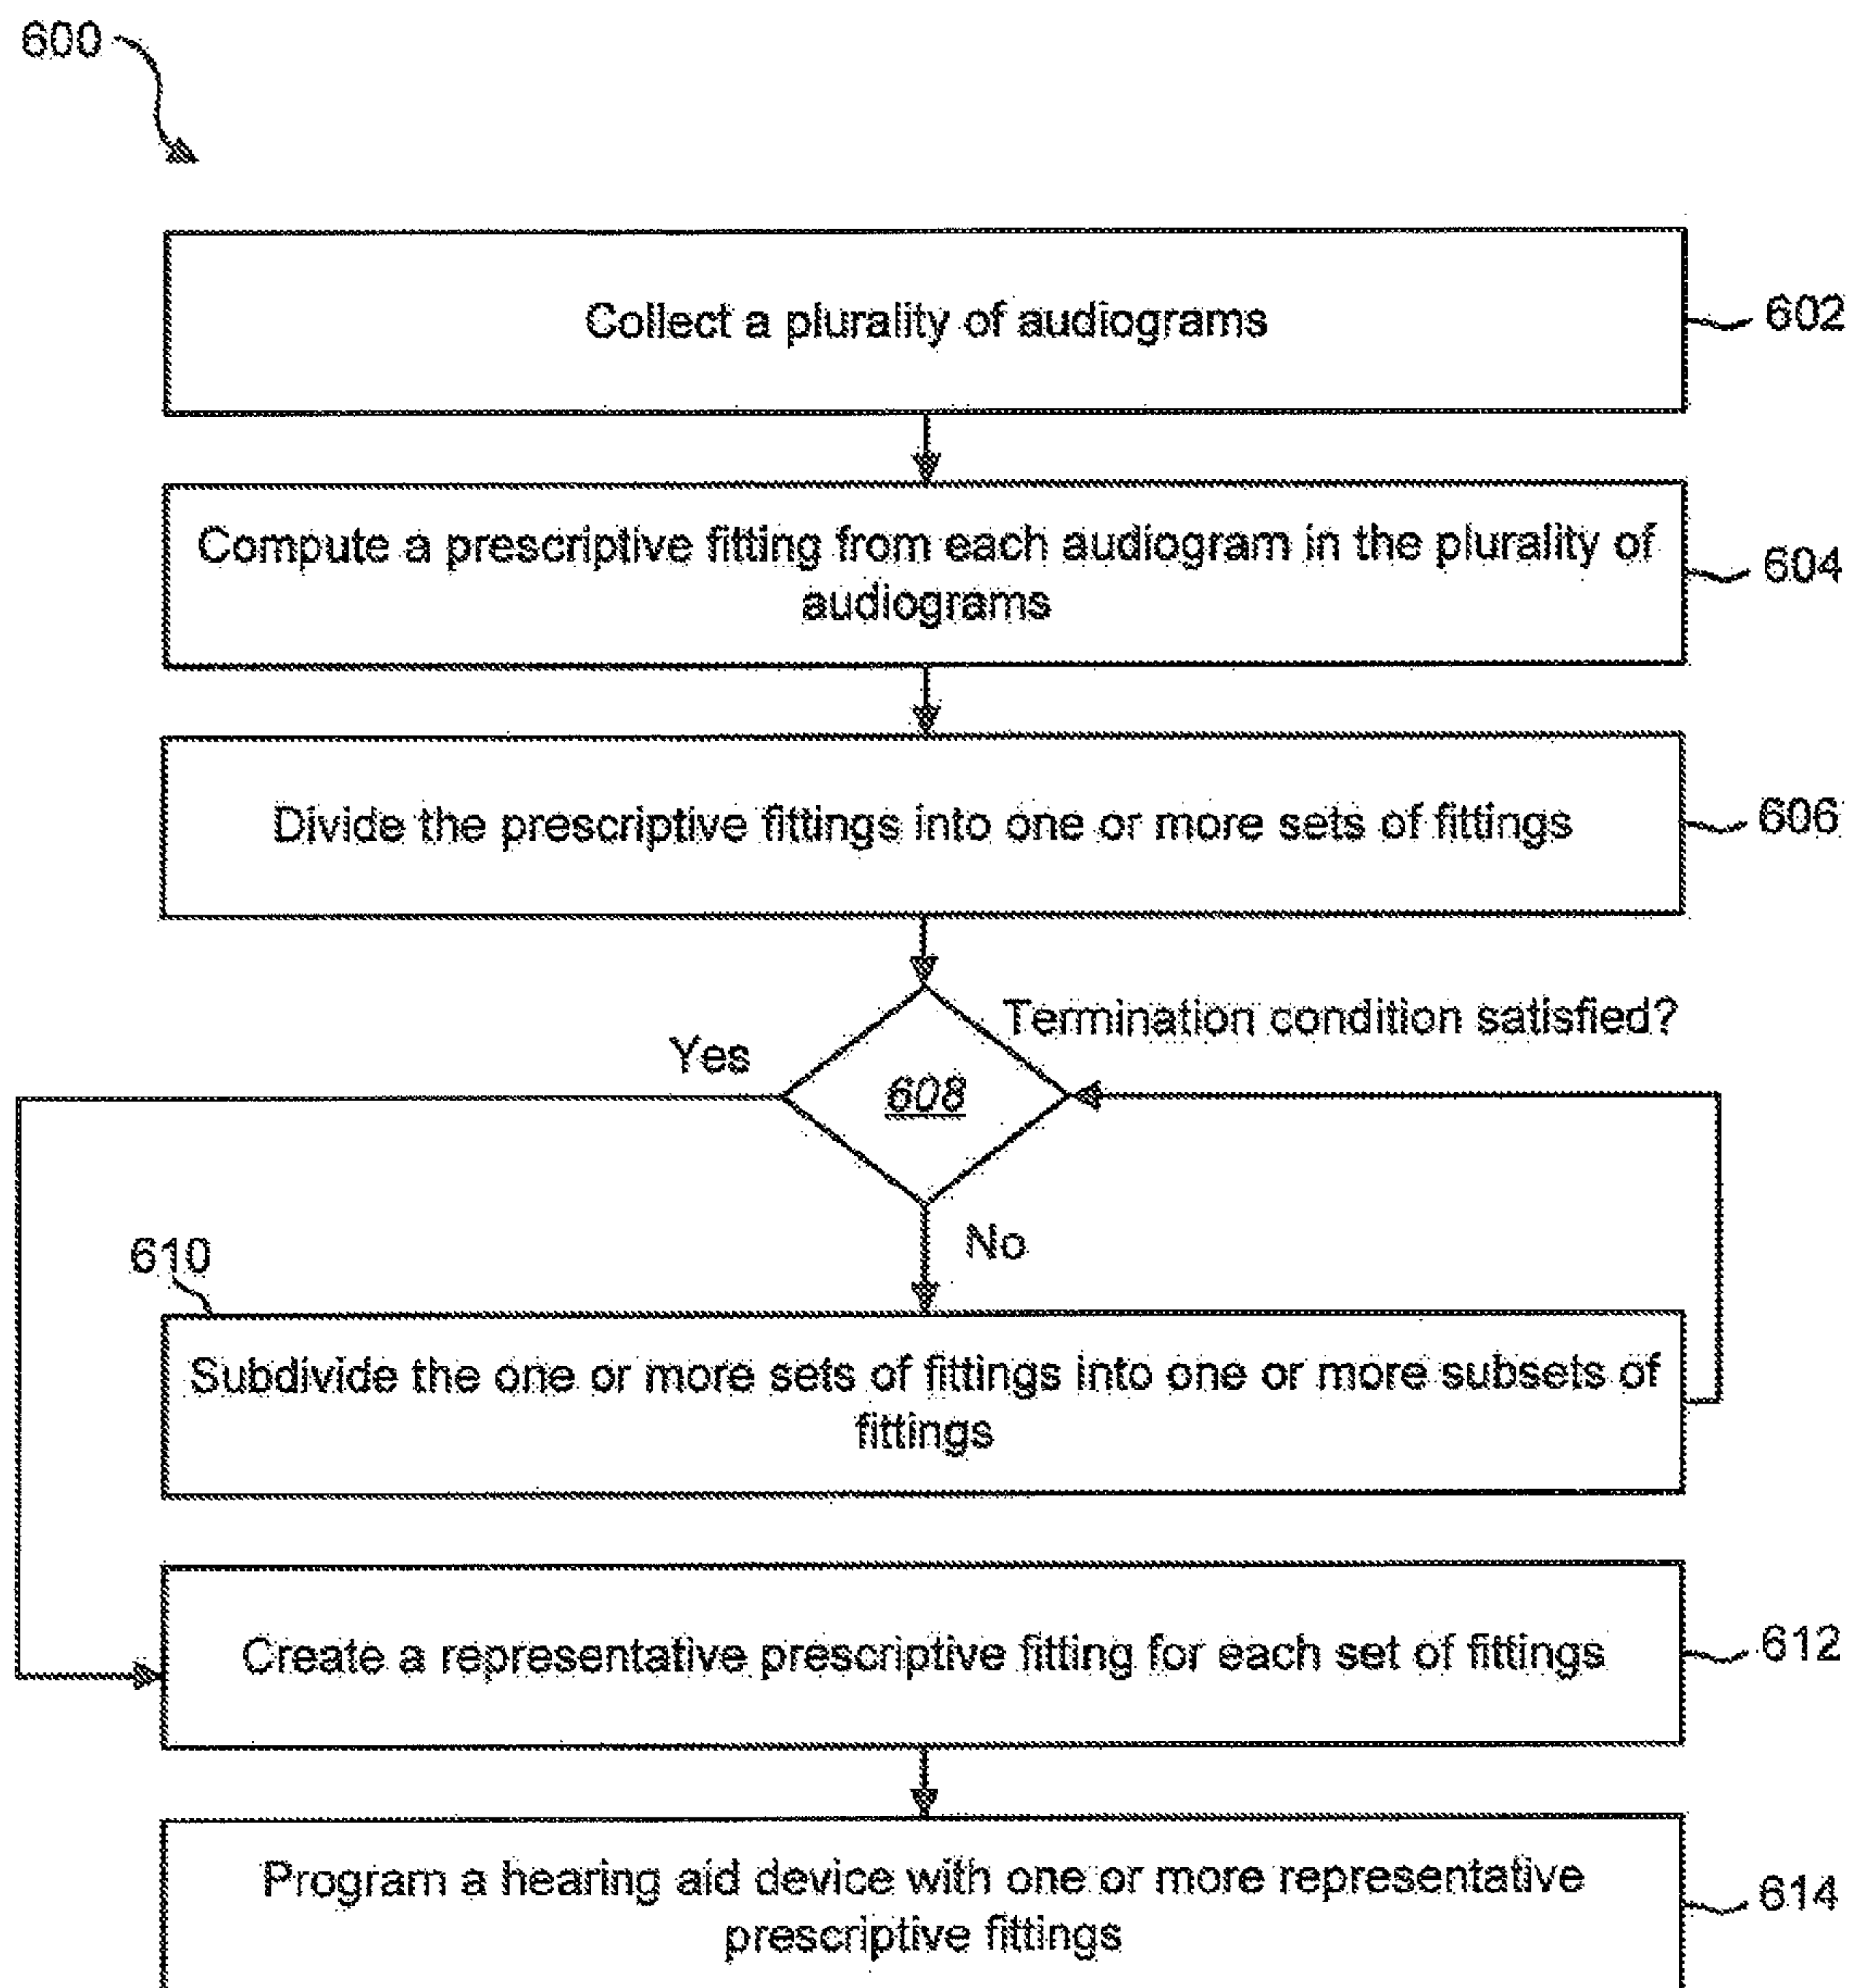 600
Collect a plurality of audiograms
602
Compute a prescriptive fitting from each audiogram in the plurality of
audiograms
604
Divide the prescriptive fittings into one or more sets of fittings
606
Termination condition satisfied?
Yes
608
No
610
Subdivide the one or more sets of fittings into one or more subsets of
fittings
Create a representative prescriptive fitting for each set of fittings
612
Program a hearing aid device with one or more representative
prescriptive fittings
614